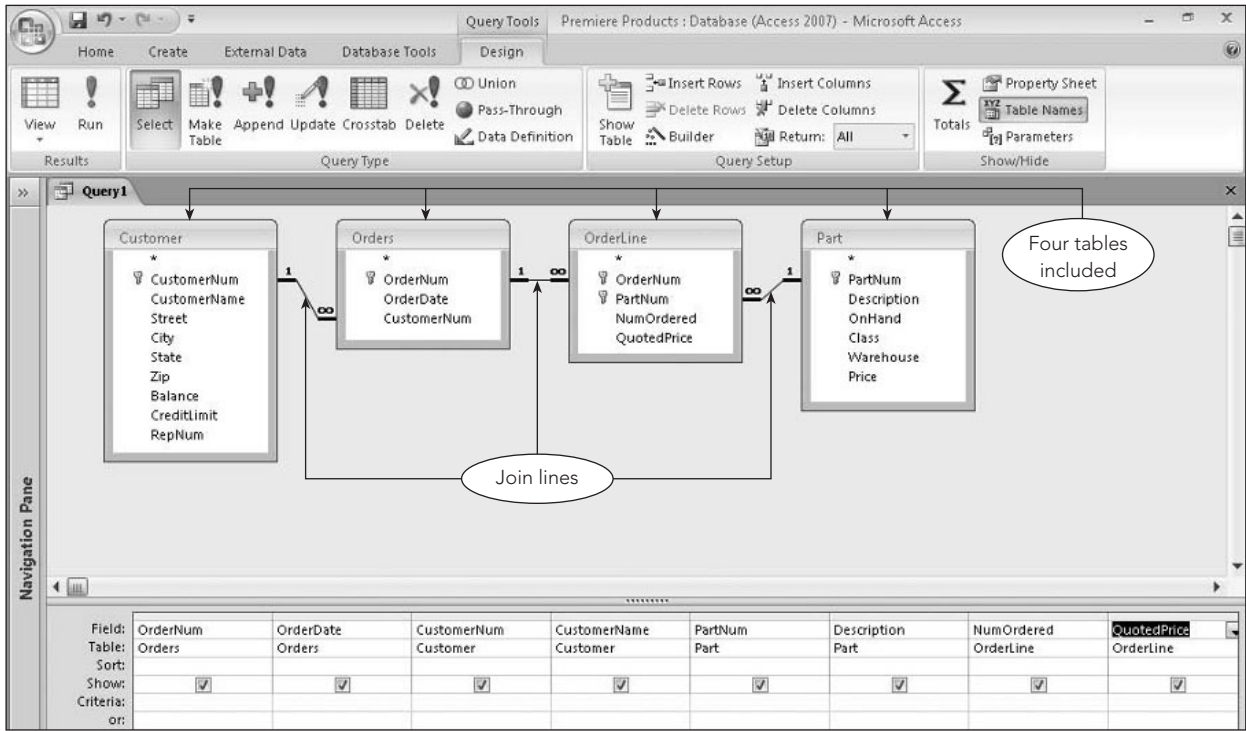 Query Tools Premiere Products : Database (Access 2007) - Microsoft Access
Home Create External Data Database Tools Design
View Run
Results
Select Make Table Append Update Crosstab Delete
Union
Pass-Through
Data Definition
Query Type
Show Table
Insert Rows Insert Columns
Delete Rows Delete Columns
Builder Return: All
Query Setup
Σ Totals
Property Sheet
XYZ Table Names
[?] Parameters
Show/Hide
Query1
Navigation Pane
Customer
*
CustomerNum
CustomerName
Street
City
State
Zip
Balance
CreditLimit
RepNum
1 ∞
Orders
*
OrderNum
OrderDate
CustomerNum
1 ∞
OrderLine
*
OrderNum
PartNum
NumOrdered
QuotedPrice
∞ 1
Part
*
PartNum
Description
OnHand
Class
Warehouse
Price
Four tables
included
Join lines
Field: OrderNum OrderDate CustomerNum CustomerName PartNum Description NumOrdered QuotedPrice
Table: Orders Orders Customer Customer Part Part OrderLine OrderLine
Sort:
Show:
Criteria:
or: